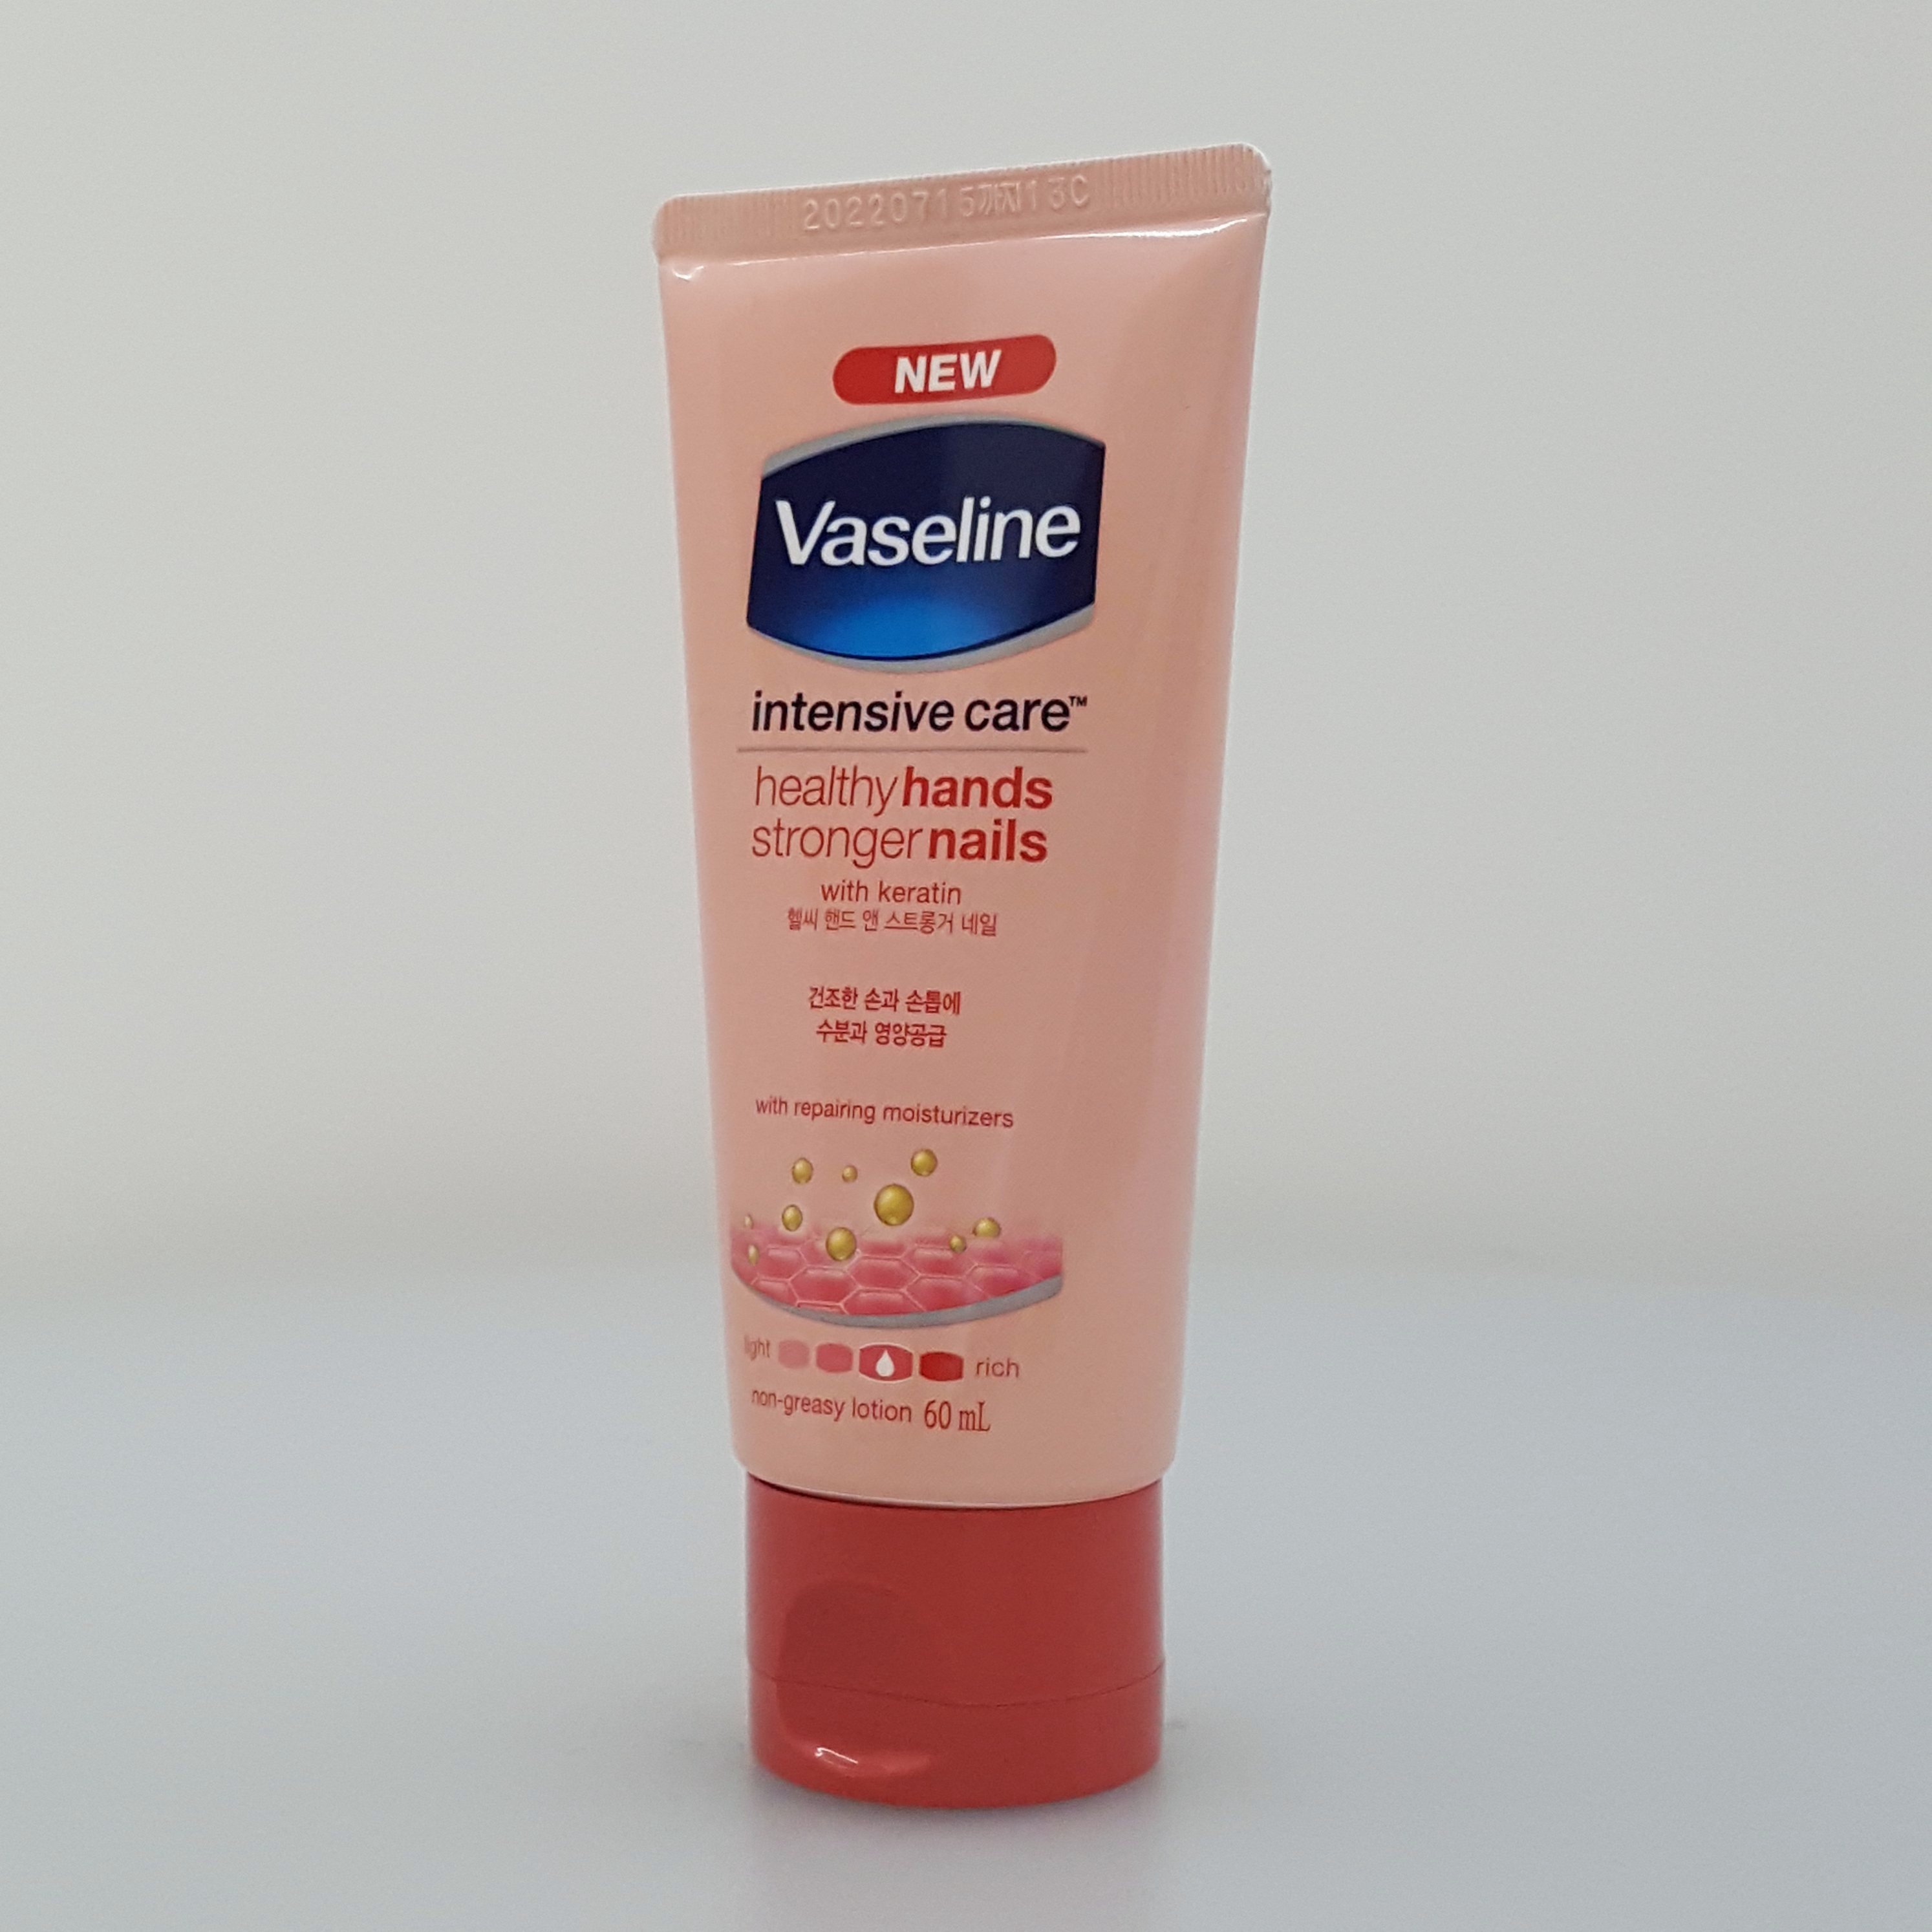 20220715까지13C
NEW
Vaseline
intensive care™
healthy hands
stronger nails
with keratin
헬씨 핸드 앤 스트롱거 네일
건조한 손과 손톱에
수분과 영양공급
with repairing moisturizers
light rich
non-greasy lotion 60 mL